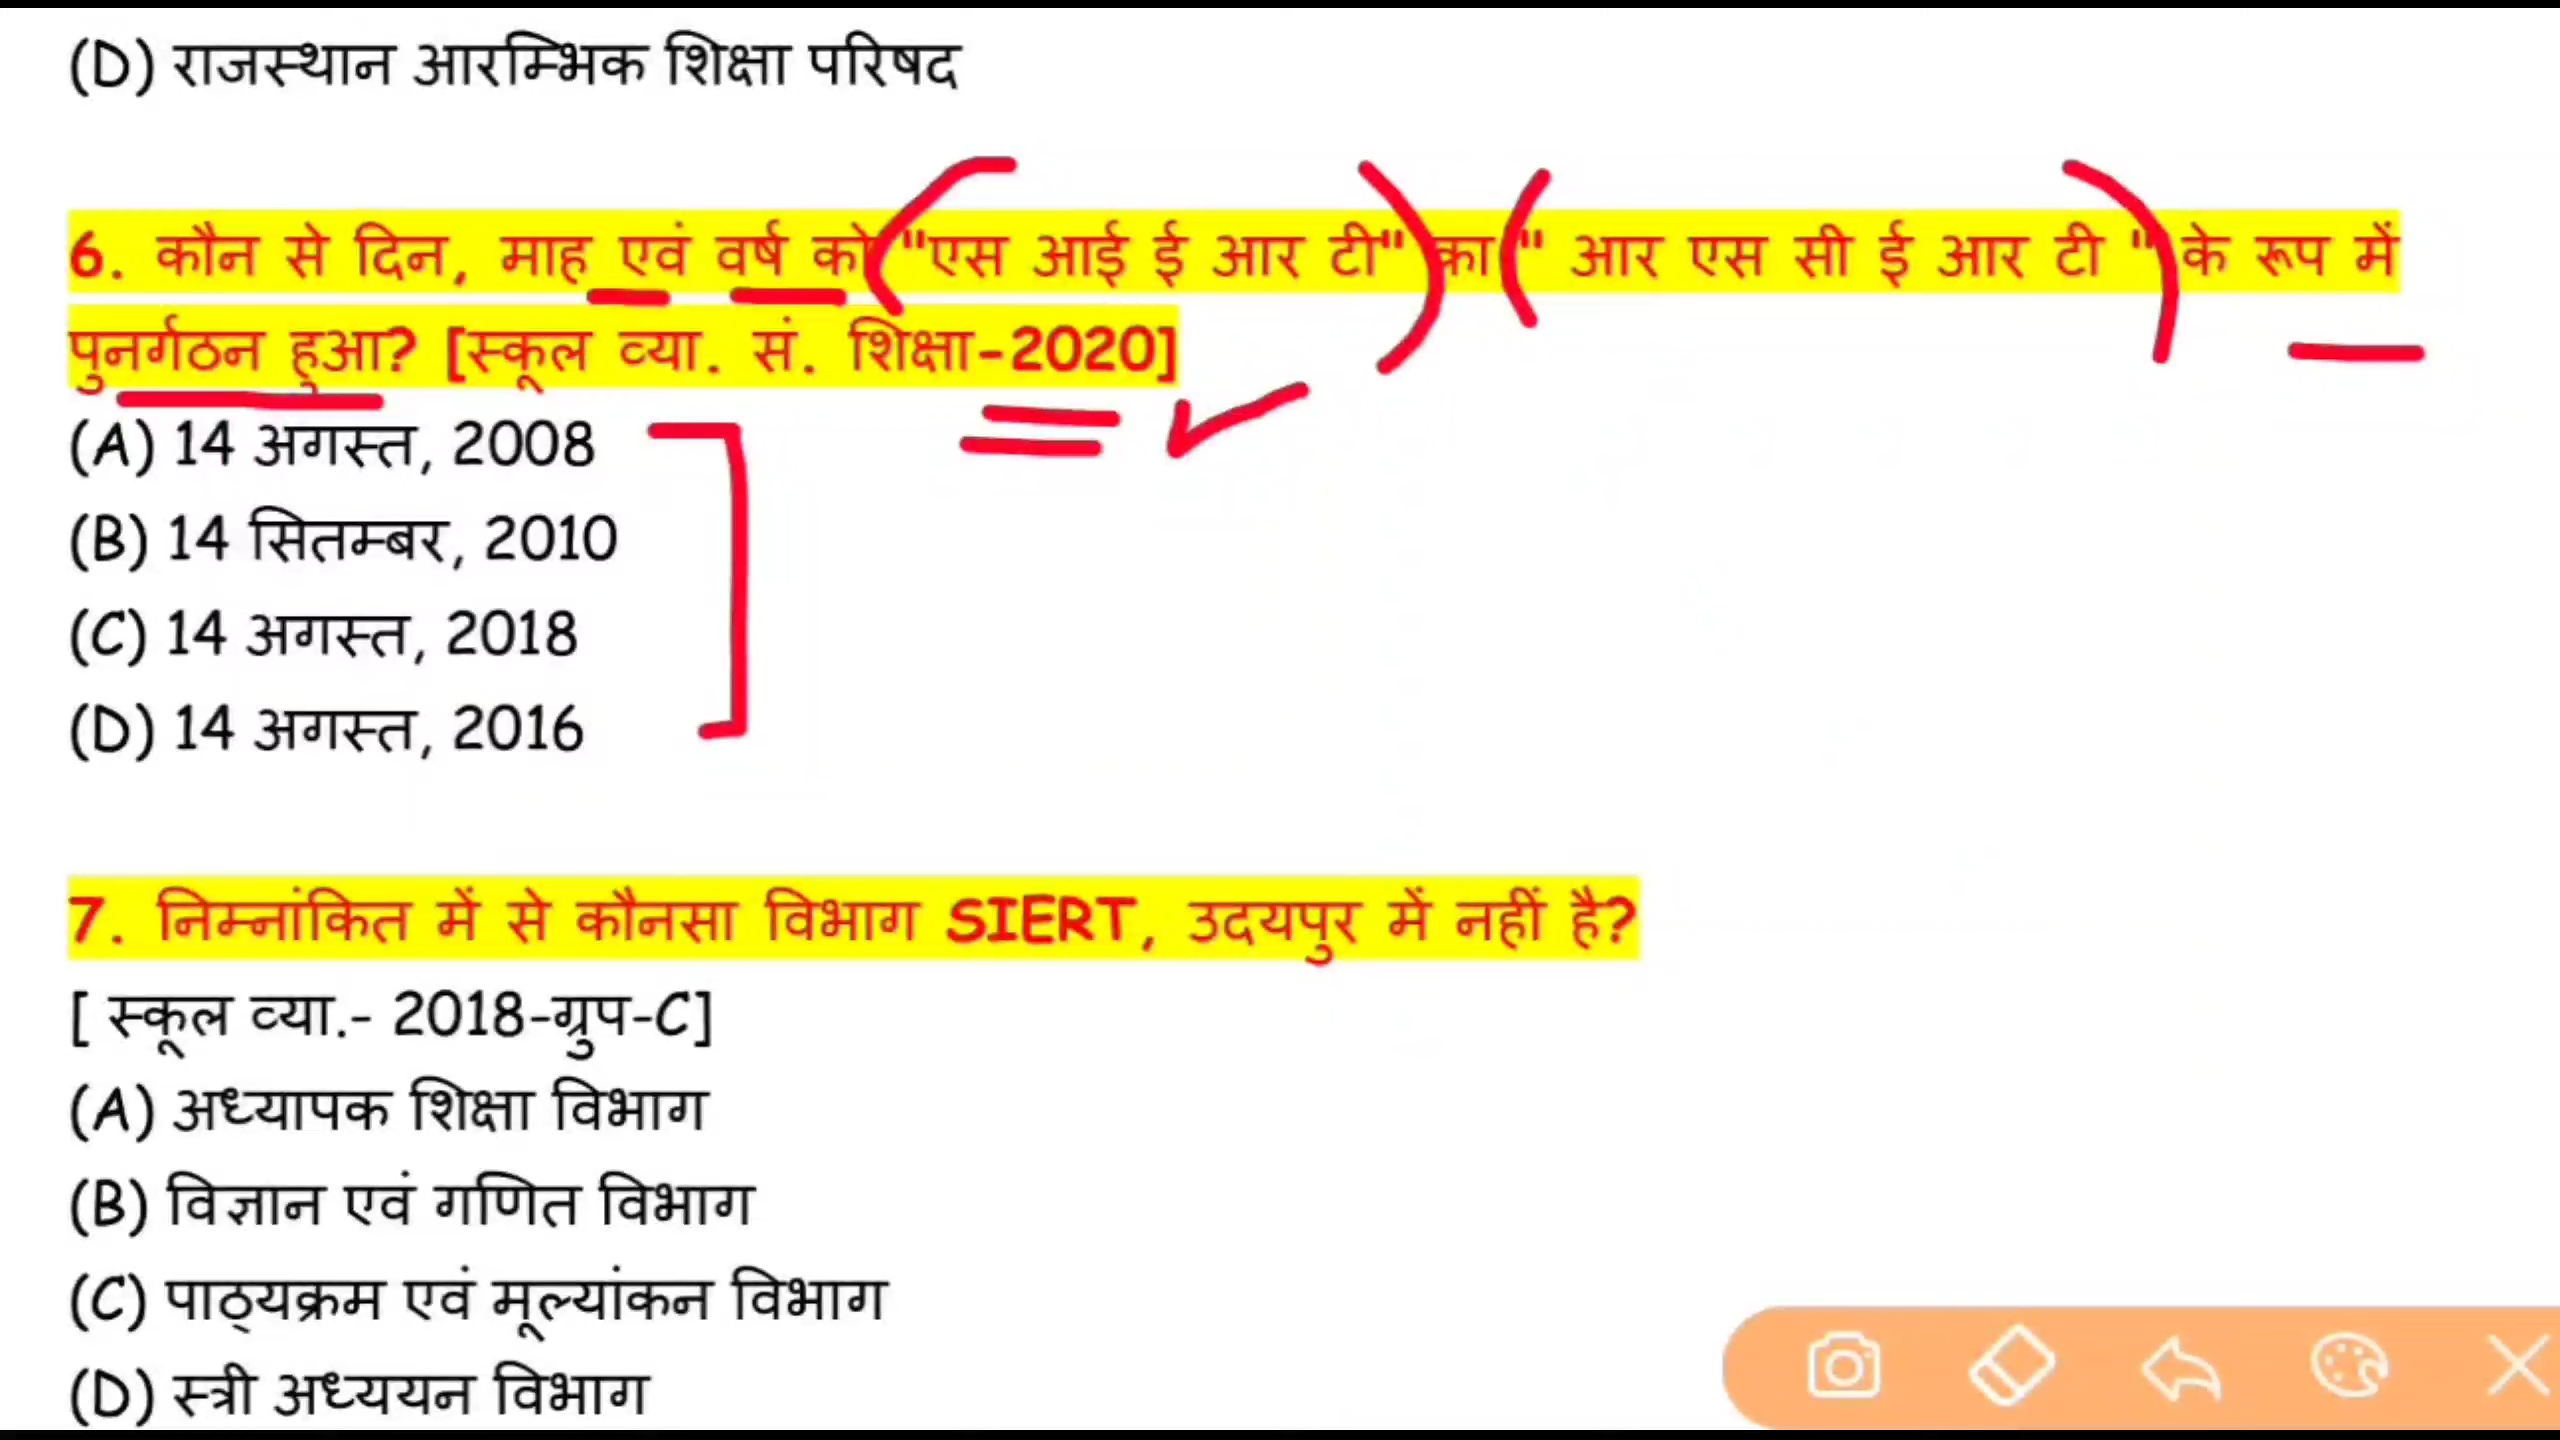 (D) राजस्थान आरम्भिक शिक्षा परिषद
6. कौन से दिन, माह एवं वर्ष को "एस आई ई आर टी" का " आर एस सी ई आर टी " के रूप में
पुनर्गठन हुआ? [स्कूल व्या. सं. शिक्षा-2020]
(A) 14 अगस्त, 2008
(B) 14 सितम्बर, 2010
(C) 14 अगस्त, 2018
(D) 14 अगस्त, 2016
7. निम्नांकित में से कौनसा विभाग SIERT, उदयपुर में नहीं है?
[ स्कूल व्या.- 2018-ग्रुप-C]
(A) अध्यापक शिक्षा विभाग
(B) विज्ञान एवं गणित विभाग
(C) पाठ्यक्रम एवं मूल्यांकन विभाग
(D) स्त्री अध्ययन विभाग